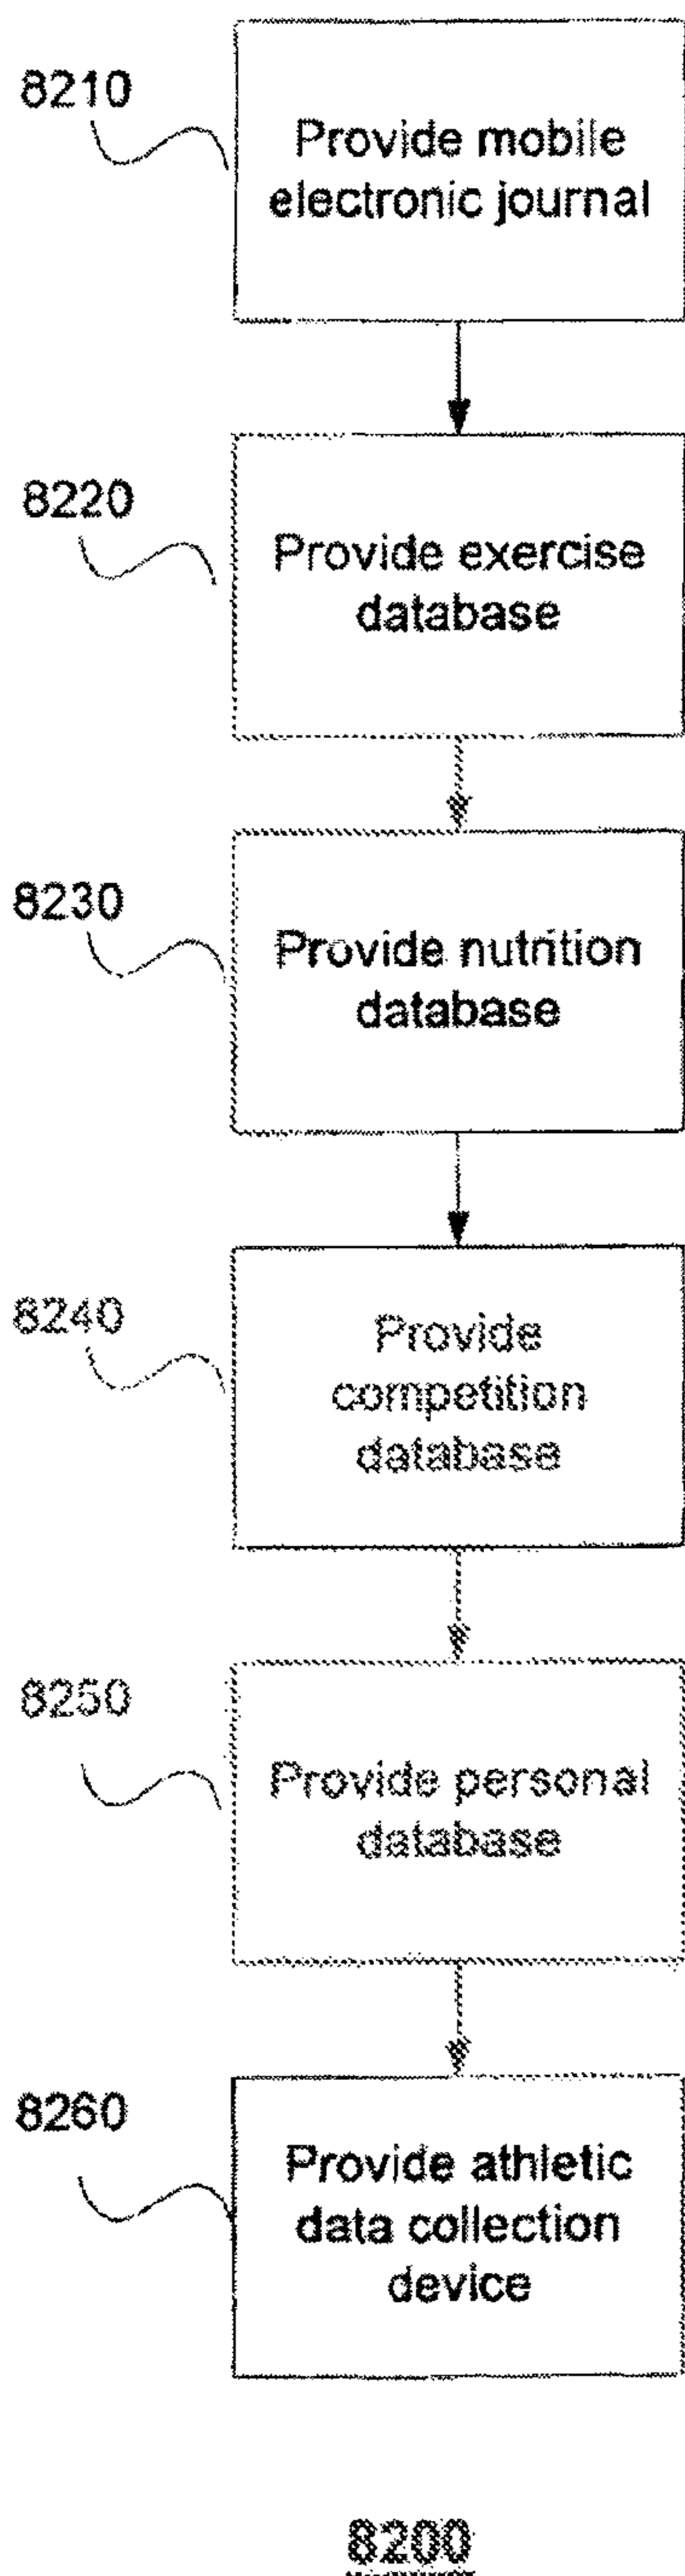 8210
Provide mobile
electronic journal
8220
Provide exercise
database
8230
Provide nutrition
database
8240
Provide
competition
database
8250
Provide personal
database
8260
Provide athletic
data collection
device
8200